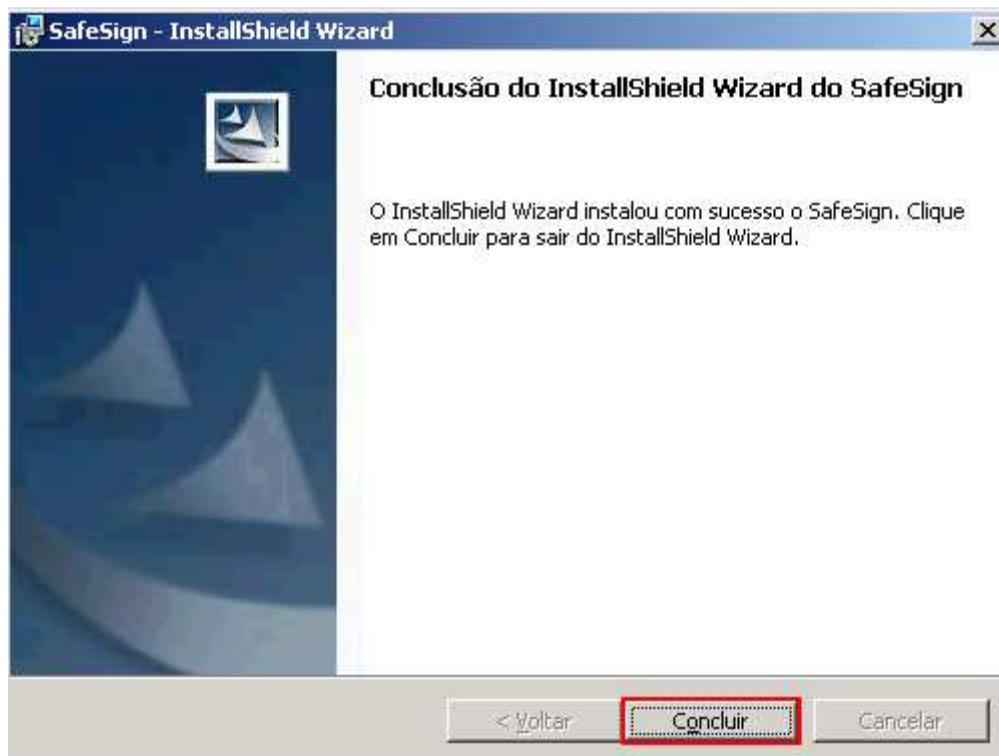 SafeSign - InstallShield Wizard
Conclusão do InstallShield Wizard do SafeSign
O InstallShield Wizard instalou com sucesso o SafeSign. Clique
em Concluir para sair do InstallShield Wizard.
< Voltar
Concluir
Cancelar